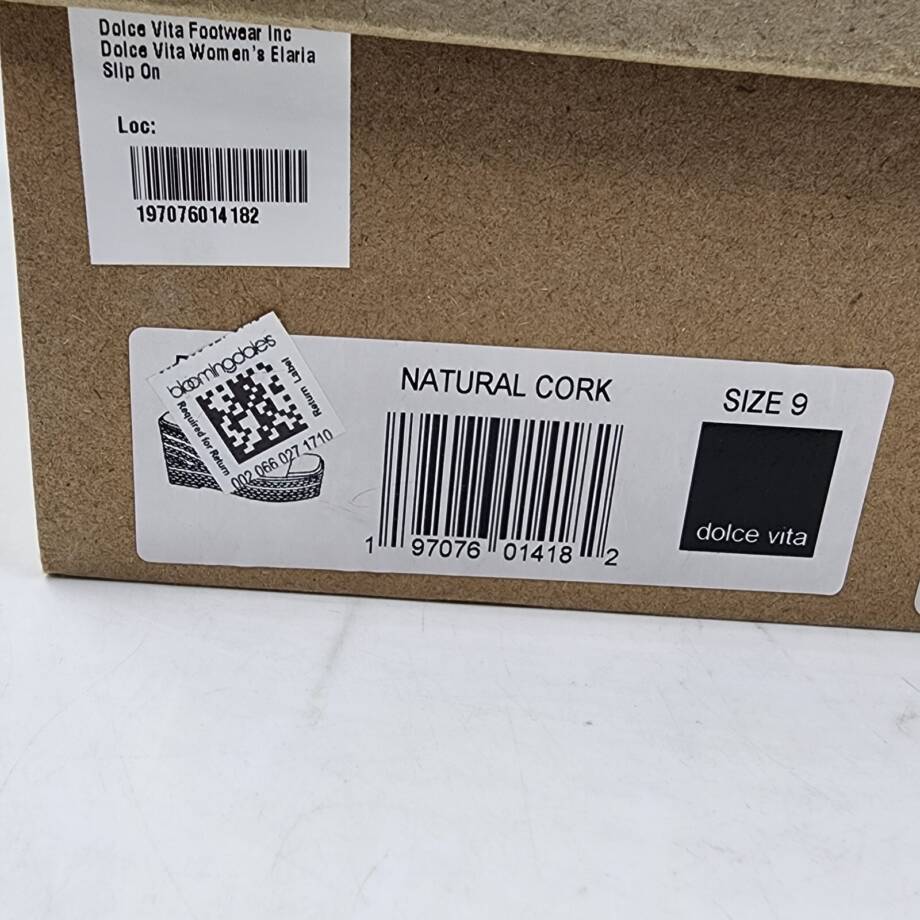 Dolce Vita Footwear Inc
Dolce Vita Women's Elaria
Slip On
Loc:
197076014182
bloomingdales
Return Label
Required for Return
002 066 027 1710
NATURAL CORK
1 97076 01418 2
SIZE 9
dolce vita